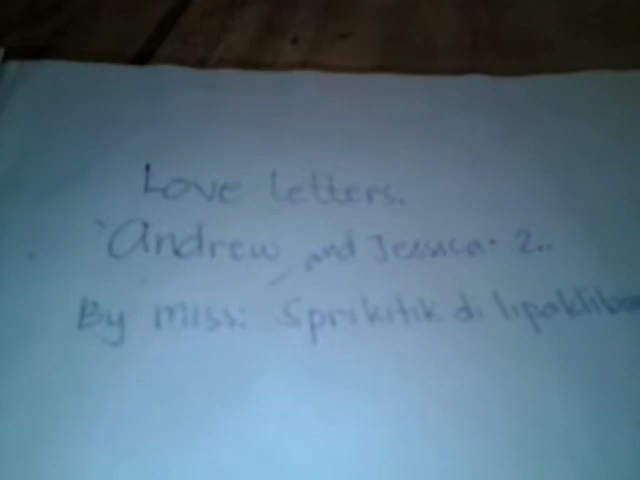 Love letters.
Andrew and Jessica. 2..
By miss: Sprikitik di